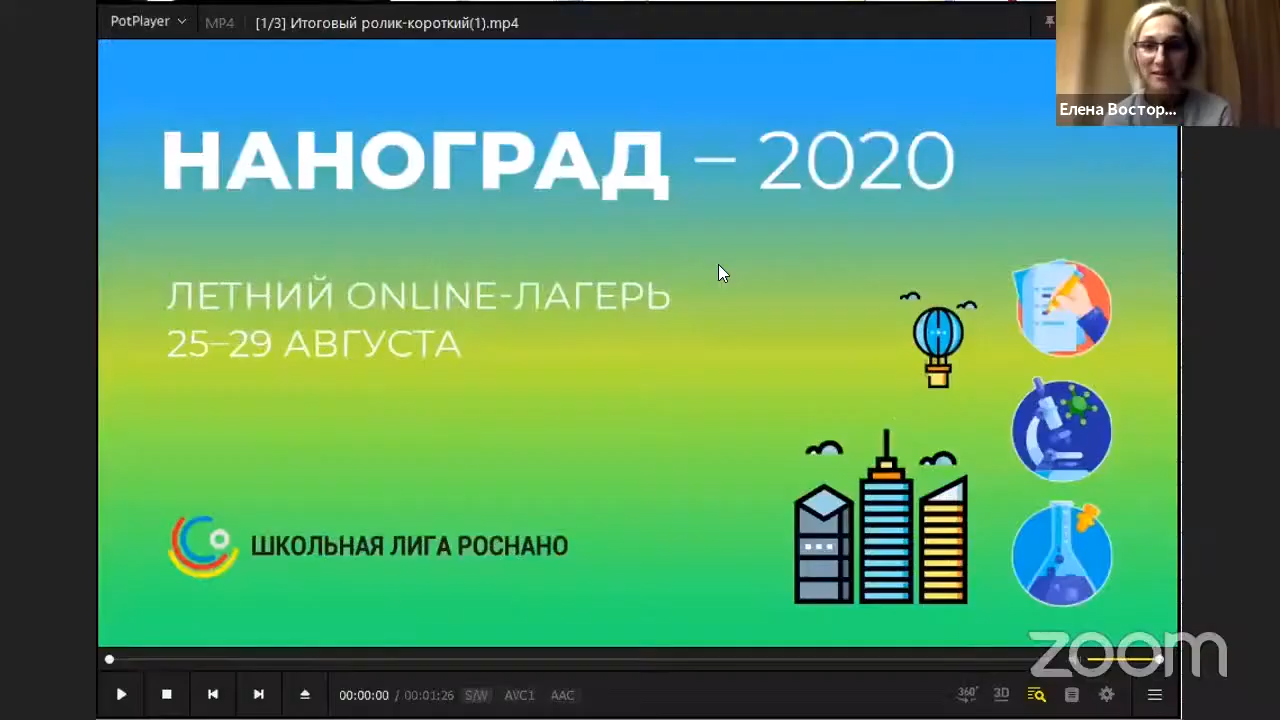 PotPlayer
MP4
[1/3] Итоговый ролик-короткий(1).mp4
Елена Востор...
НАНОГРАД – 2020
ЛЕТНИЙ ONLINE-ЛАГЕРЬ
25–29 АВГУСТА
ШКОЛЬНАЯ ЛИГА РОСНАНО
zoom
00:00:00 / 00:01:26 S/W AVC1 AAC
360° 3D